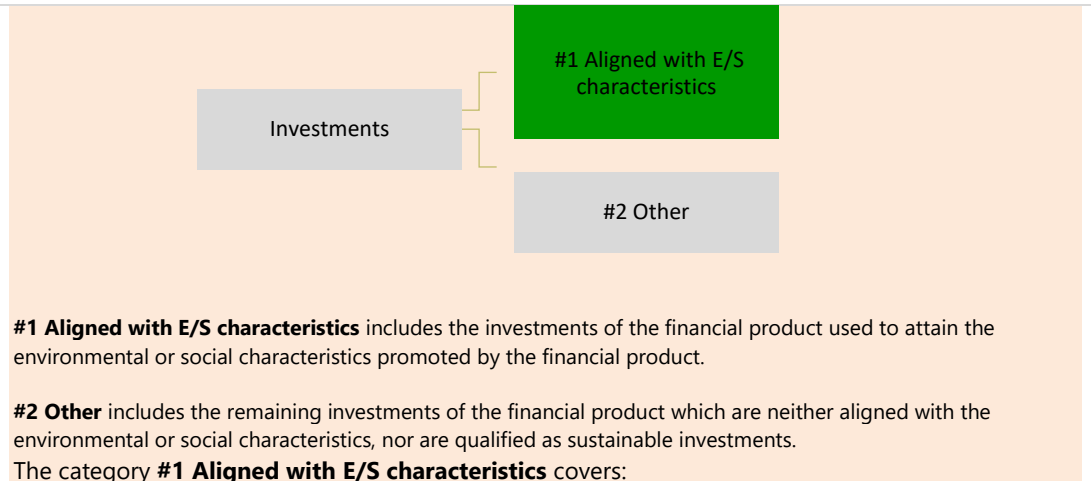 #1 Aligned with E/S
characteristics
Investments
#2 Other
#1 Aligned with E/S characteristics includes the investments of the financial product used to attain the
environmental or social characteristics promoted by the financial product.
#2 Other includes the remaining investments of the financial product which are neither aligned with the
environmental or social characteristics, nor are qualified as sustainable investments.
The category #1 Aligned with E/S characteristics covers: